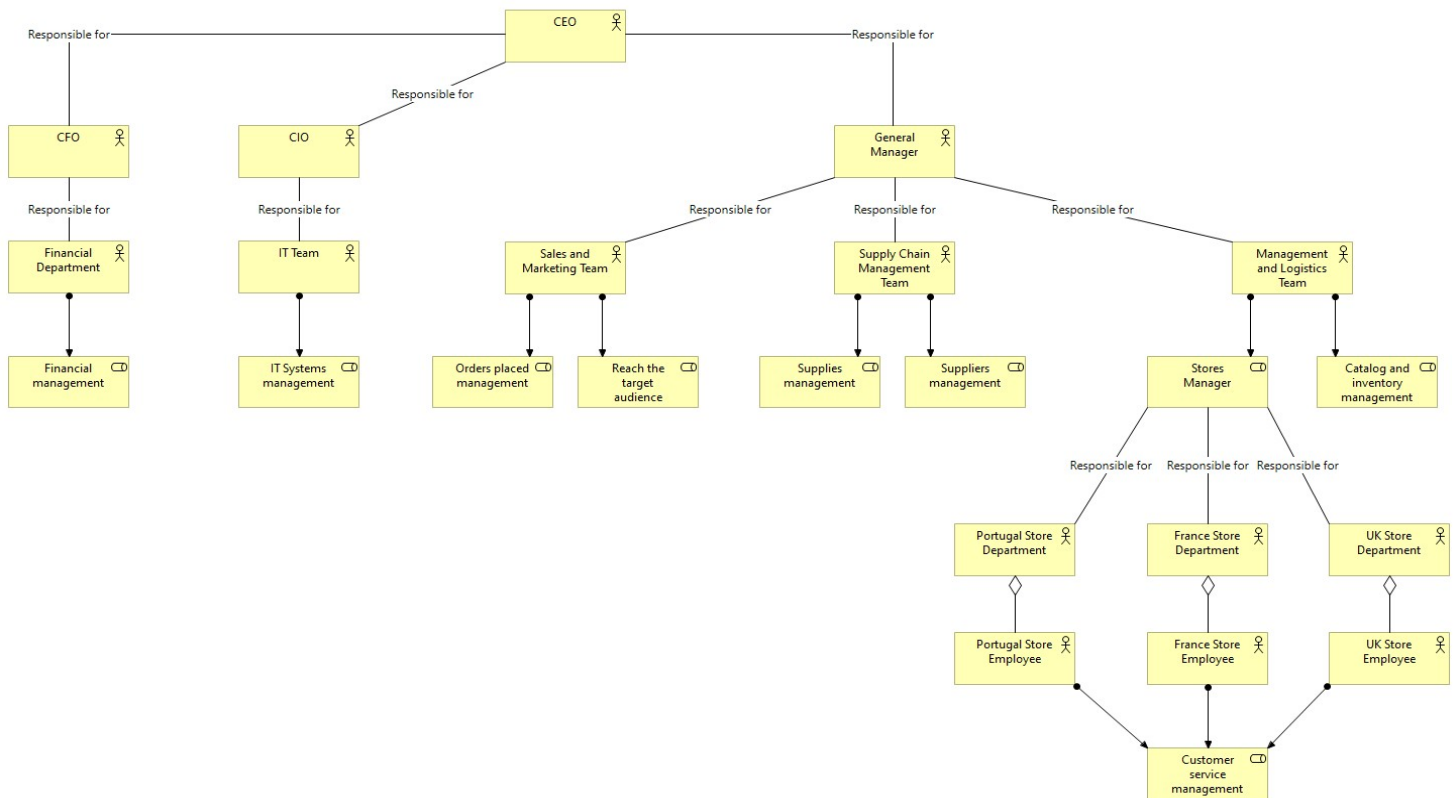 CEO
Responsible for
Responsible for
Responsible for
CFO
CIO
General
Manager
Responsible for
Responsible for
Responsible for
Responsible for
Responsible for
Financial
Department
IT Team
Sales and
Marketing Team
Supply Chain
Management
Team
Management
and Logistics
Team
Financial
management
IT Systems
management
Orders placed
management
Reach the
target
audience
Supplies
management
Suppliers
management
Stores
Manager
Catalog and
inventory
management
Responsible for
Responsible for
Responsible for
Portugal Store
Department
France Store
Department
UK Store
Department
Portugal Store
Employee
France Store
Employee
UK Store
Employee
Customer
service
management